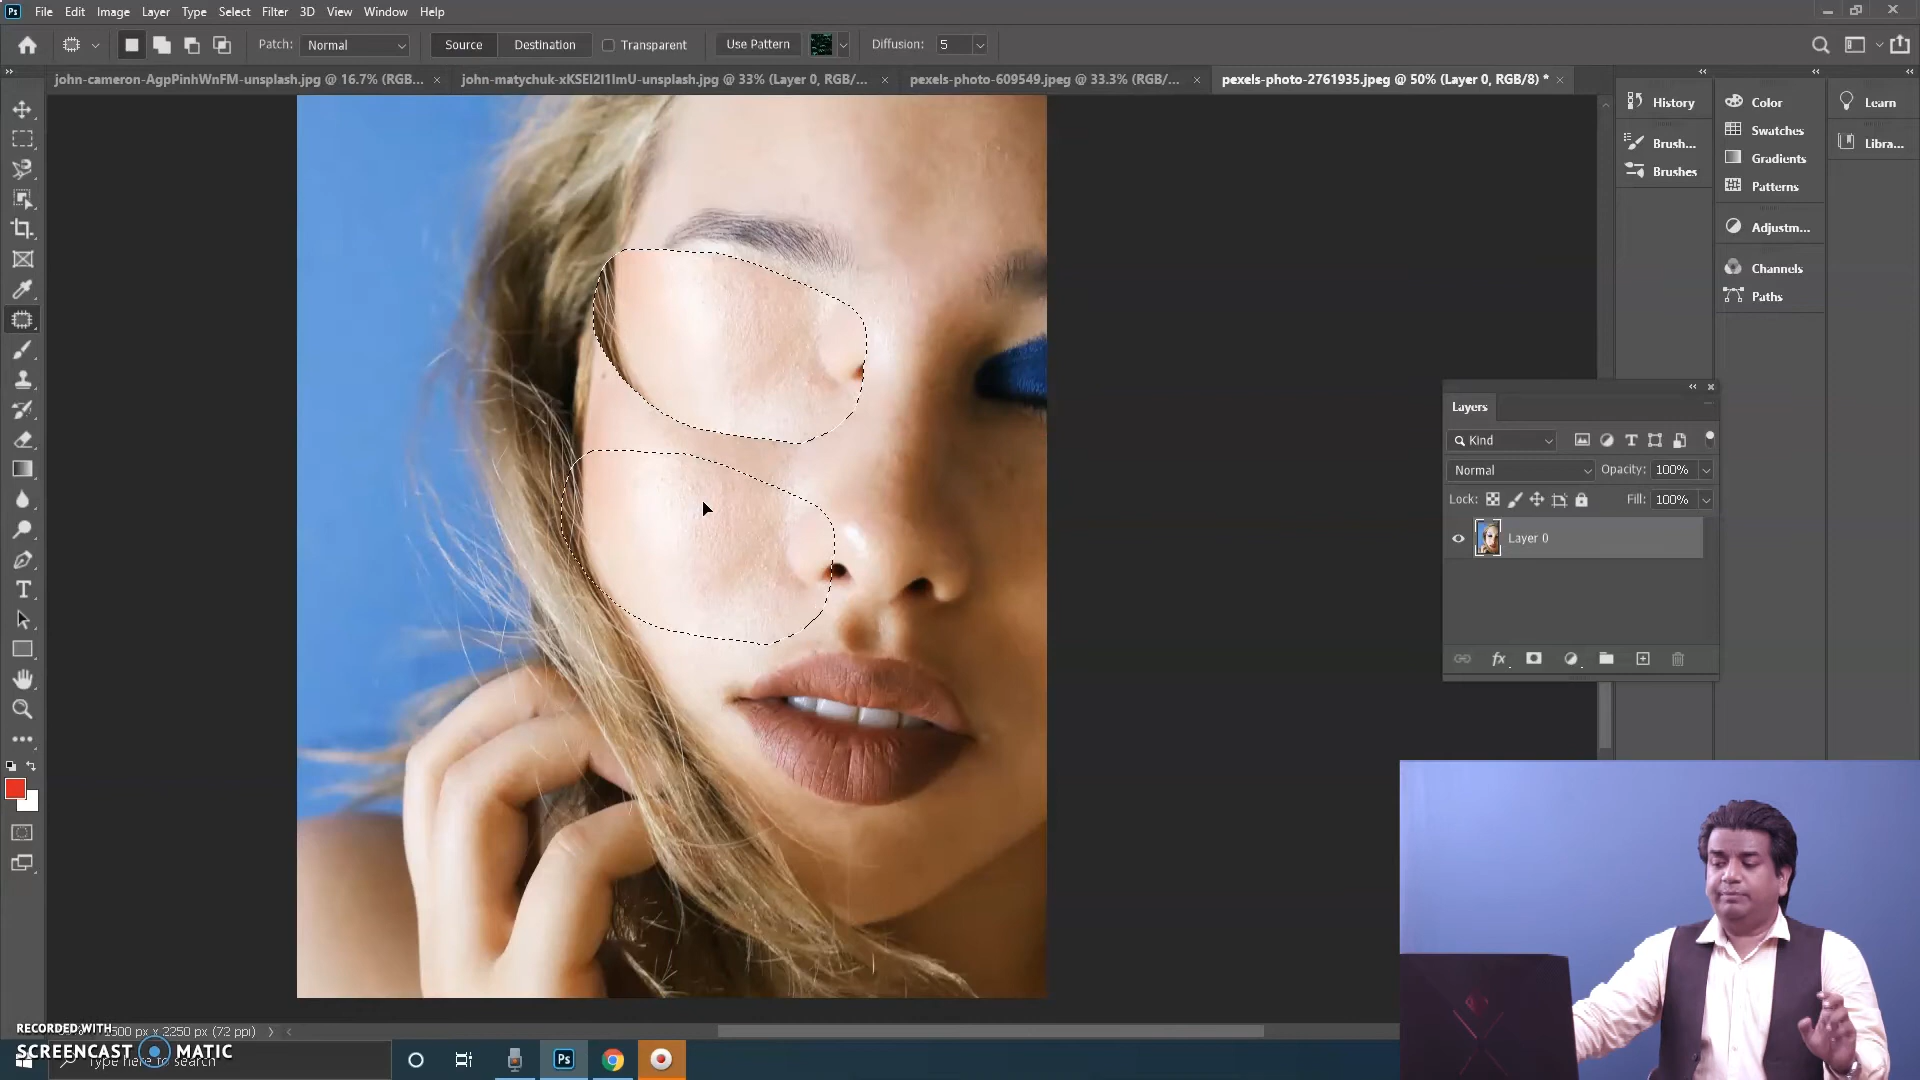 Ps File Edit Image Layer Type Select Filter 3D View Window Help
Patch: Normal Source Destination Transparent Use Pattern Diffusion: 5
john-cameron-AgpPinhWnFM-unsplash.jpg @ 16.7% (RGB... × john-matychuk-xKSEI2I1ImU-unsplash.jpg @ 33% (Layer 0, RGB/... × pexels-photo-609549.jpeg @ 33.3% (RGB/... × pexels-photo-2761935.jpeg @ 50% (Layer 0, RGB/8) * ×
History Color Learn
Swatches
Brush... Libra...
Gradients
Brushes
Patterns
Adjustm...
Channels
Paths
Layers
Kind
Normal Opacity: 100%
Lock: Fill: 100%
Layer 0
fx
RECORDED WITH
1500 px x 2250 px (72 ppi)
SCREENCAST MATIC
Type here to search
Ps